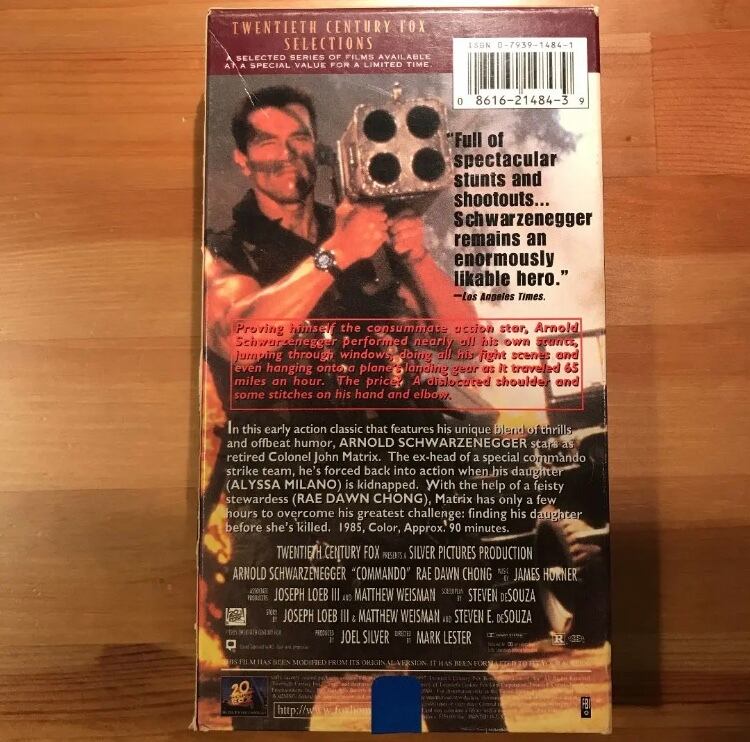 TWENTIETH CENTURY FOX
SELECTIONS
A SELECTED SERIES OF FILMS AVAILABLE
AT A SPECIAL VALUE FOR A LIMITED TIME.
ISBN 0-7939-1484-1
0 8616-21484-3 9
"Full of
spectacular
stunts and
shootouts...
Schwarzenegger
remains an
enormously
likable hero."
—Los Angeles Times.
Proving himself the consummate action star, Arnold
Schwarzenegger performed nearly all his own stunts,
jumping through windows, doing all his fight scenes and
even hanging onto a plane's landing gear as it traveled 65
miles an hour. The price? A dislocated shoulder and
some stitches on his hand and elbow.
In this early action classic that features his unique blend of thrills
and offbeat humor, ARNOLD SCHWARZENEGGER stars as
retired Colonel John Matrix. The ex-head of a special commando
strike team, he's forced back into action when his daughter
(ALYSSA MILANO) is kidnapped. With the help of a feisty
stewardess (RAE DAWN CHONG), Matrix has only a few
hours to overcome his greatest challenge: finding his daughter
before she's killed. 1985, Color, Approx. 90 minutes.
TWENTIETH CENTURY FOX PRESENTS A SILVER PICTURES PRODUCTION
ARNOLD SCHWARZENEGGER "COMMANDO" RAE DAWN CHONG MUSIC BY JAMES HORNER
ASSOCIATE PRODUCERS JOSEPH LOEB III AND MATTHEW WEISMAN SCREENPLAY BY STEVEN DeSOUZA
STORY BY JOSEPH LOEB III & MATTHEW WEISMAN AND STEVEN E. DeSOUZA
PRODUCED BY JOEL SILVER DIRECTED BY MARK LESTER
R
THIS FILM HAS BEEN MODIFIED FROM ITS ORIGINAL VERSION. IT HAS BEEN FORMATTED TO FIT YOUR
20
http://www.foxhom
FBI